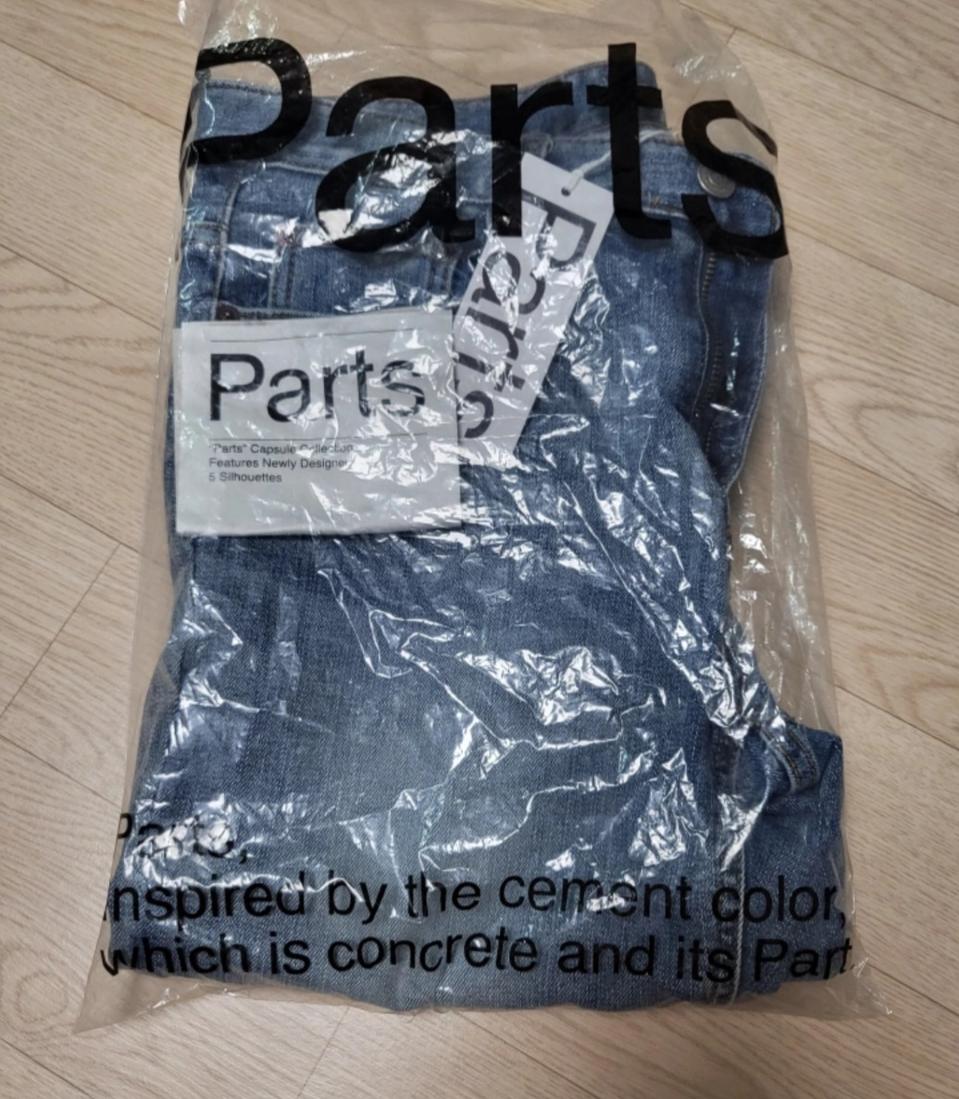 Parts
Parts
Parts
"Parts" Capsule Collection
Features Newly Designed
5 Silhouettes
Parts,
inspired by the cement color,
which is concrete and its Part